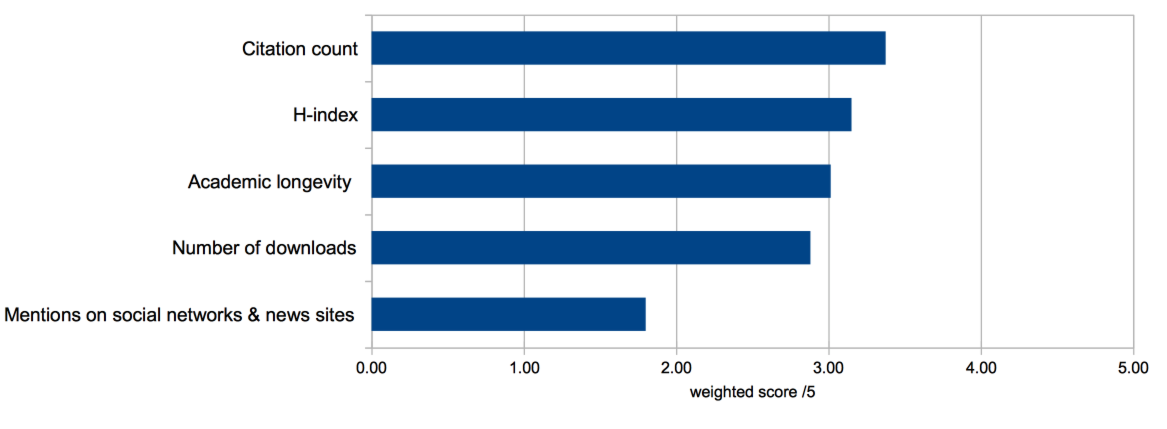 Citation count
H-index
Academic longevity
Number of downloads
Mentions on social networks & news sites
0.00 1.00 2.00 3.00 4.00 5.00
weighted score /5